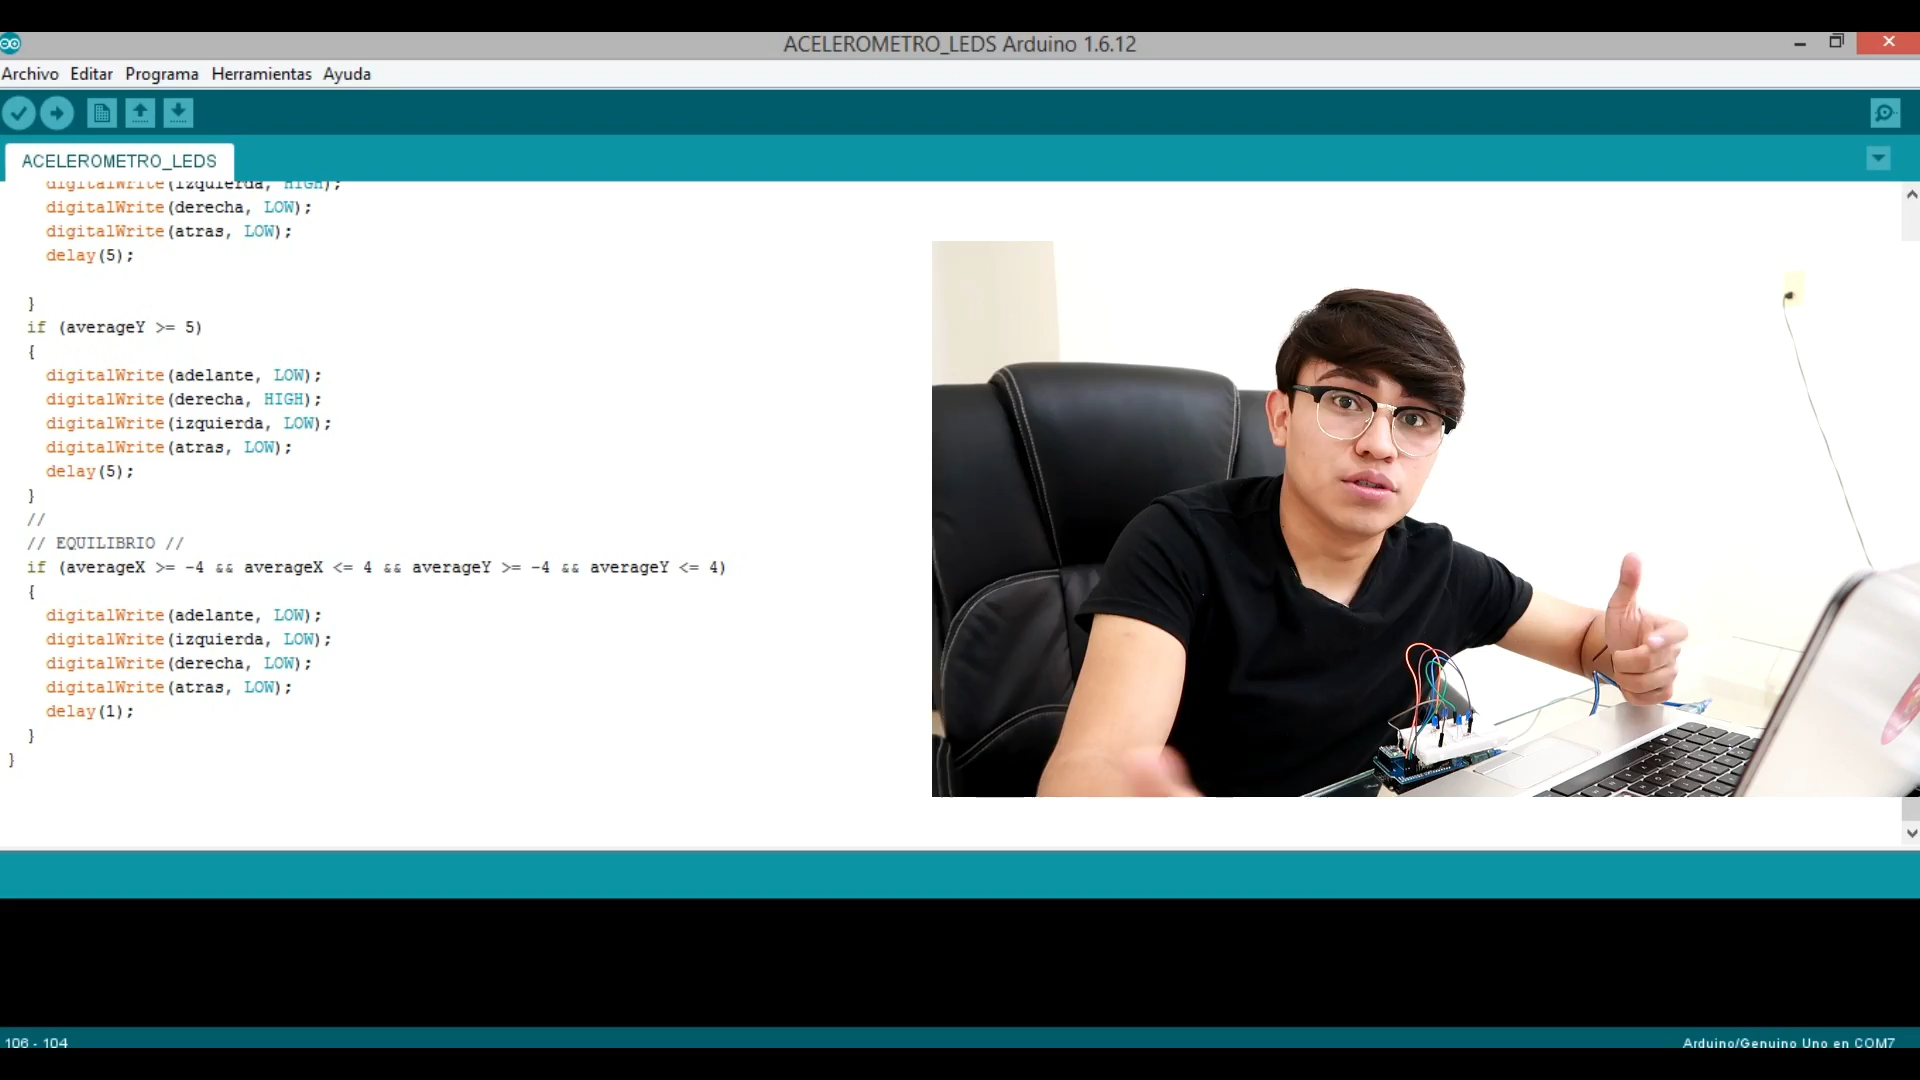 ACELEROMETRO_LEDS Arduino 1.6.12
Archivo Editar Programa Herramientas Ayuda
ACELEROMETRO_LEDS
digitalWrite(izquierda, HIGH);
digitalWrite(derecha, LOW);
digitalWrite(atras, LOW);
delay(5);
}
if (averageY >= 5)
{
digitalWrite(adelante, LOW);
digitalWrite(derecha, HIGH);
digitalWrite(izquierda, LOW);
digitalWrite(atras, LOW);
delay(5);
}
//
// EQUILIBRIO //
if (averageX >= -4 && averageX <= 4 && averageY >= -4 && averageY <= 4)
{
digitalWrite(adelante, LOW);
digitalWrite(izquierda, LOW);
digitalWrite(derecha, LOW);
digitalWrite(atras, LOW);
delay(1);
}
}
106 - 104
Arduino/Genuino Uno en COM7